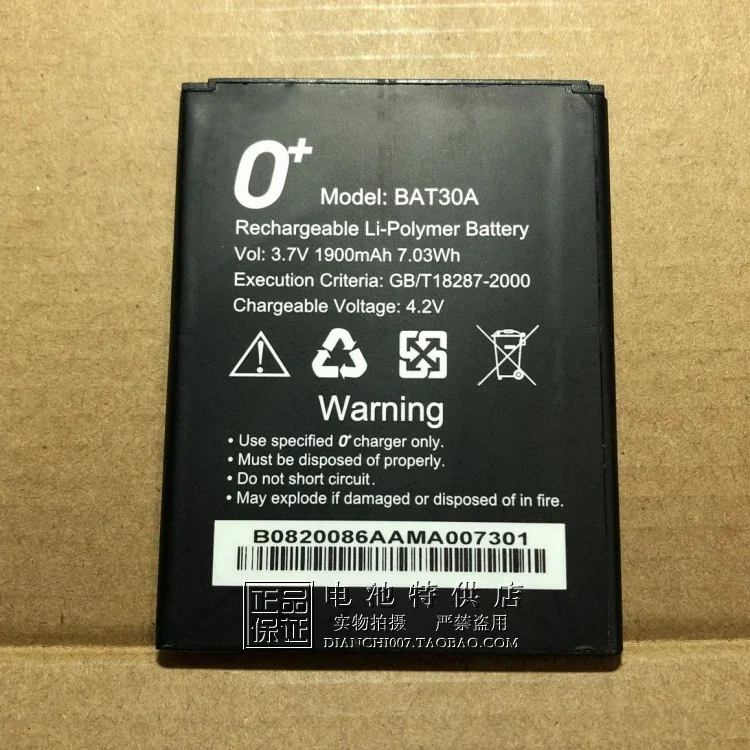 O+
Model: BAT30A
Rechargeable Li-Polymer Battery
Vol: 3.7V 1900mAh 7.03Wh
Execution Criteria: GB/T18287-2000
Chargeable Voltage: 4.2V
Warning
• Use specified O+ charger only.
• Must be disposed of properly.
• Do not short circuit.
• May explode if damaged or disposed of in fire.
B0820086AAMA007301
正品
保证
电池特供店
实物拍摄 严禁盗用
DIANCHI007.TAOBAO.COM